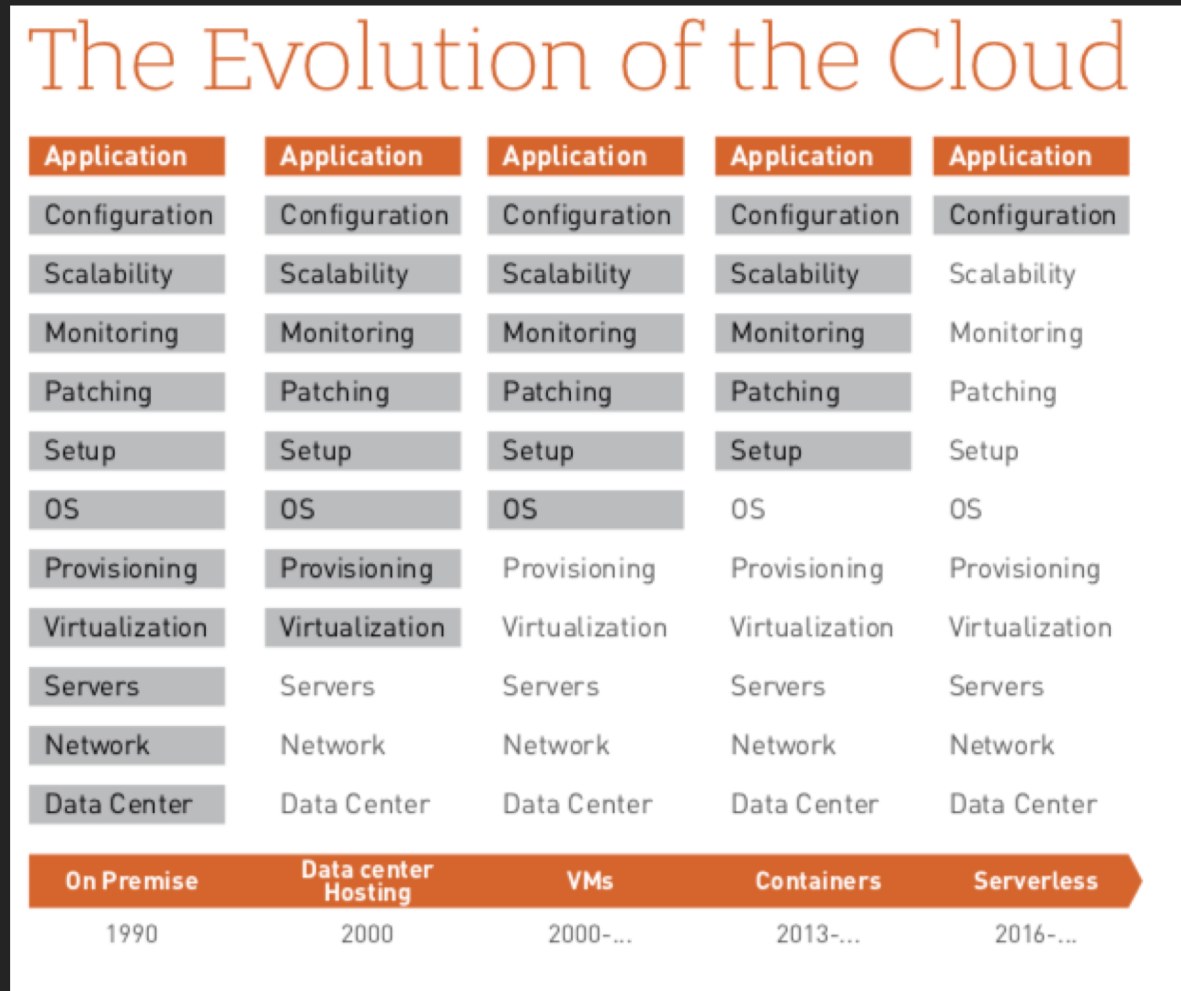 The Evolution of the Cloud
Application Application Application Application Application
Configuration Configuration Configuration Configuration Configuration
Scalability Scalability Scalability Scalability Scalability
Monitoring Monitoring Monitoring Monitoring Monitoring
Patching Patching Patching Patching Patching
Setup Setup Setup Setup Setup
OS OS OS OS OS
Provisioning Provisioning Provisioning Provisioning Provisioning
Virtualization Virtualization Virtualization Virtualization Virtualization
Servers Servers Servers Servers Servers
Network Network Network Network Network
Data Center Data Center Data Center Data Center Data Center
On Premise Data center Hosting VMs Containers Serverless
1990 2000 2000-... 2013-... 2016-...